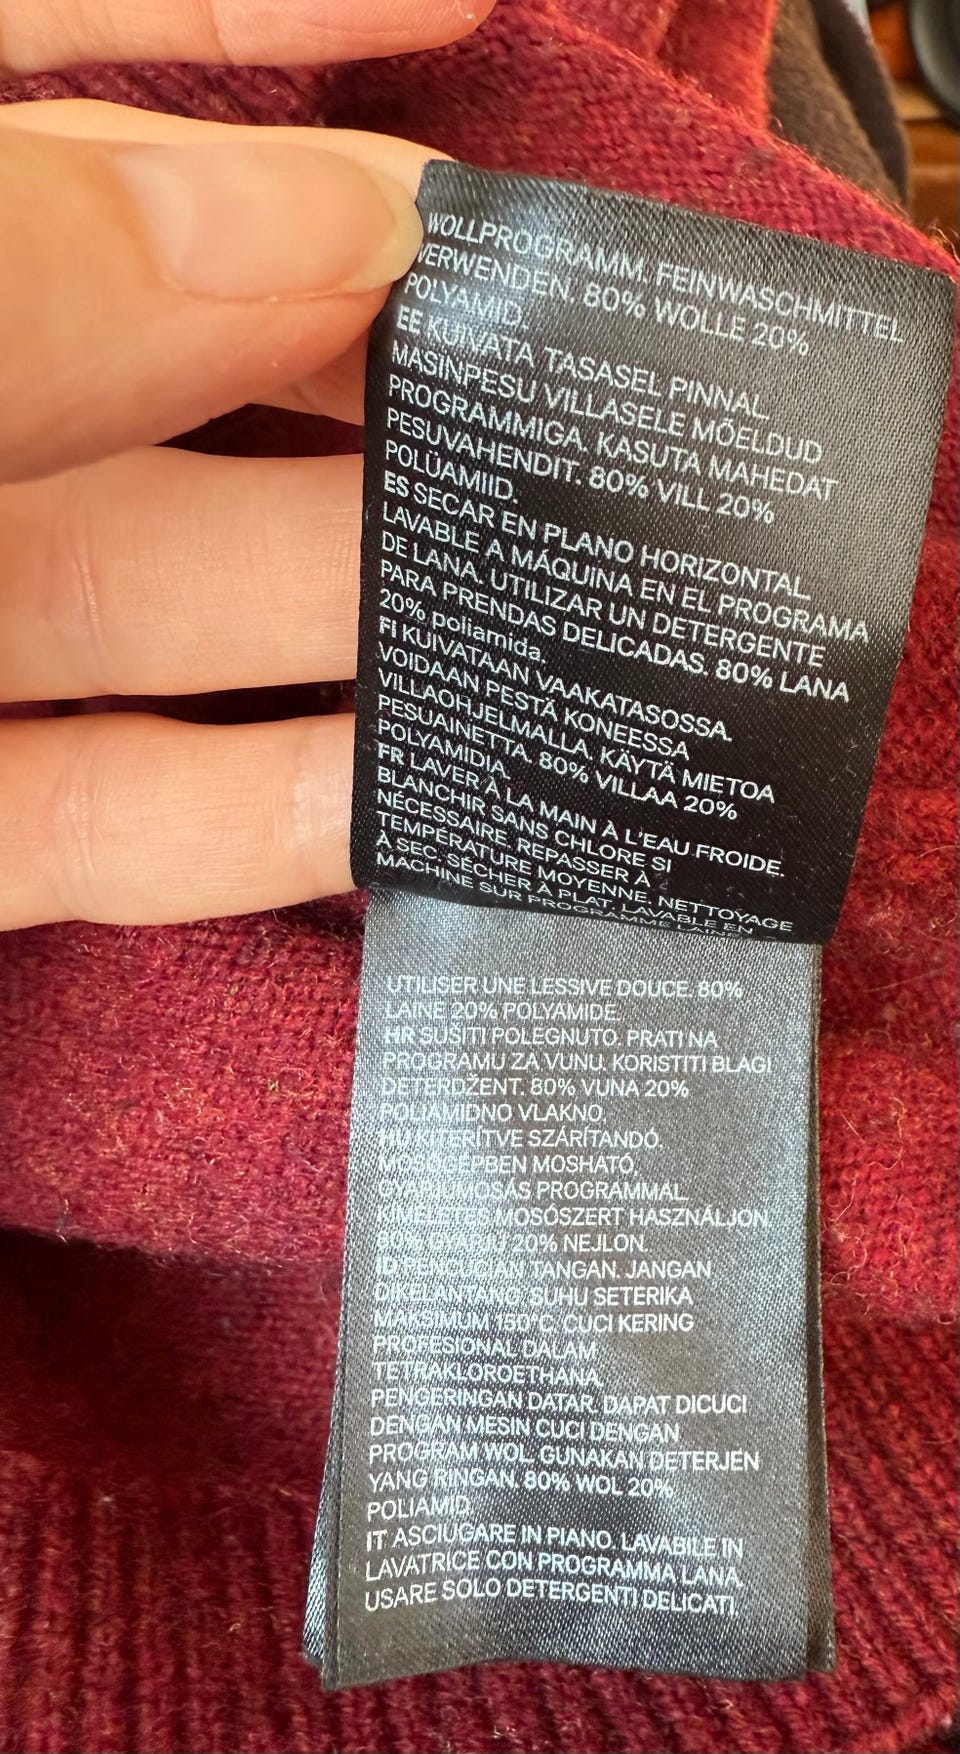 WOLLPROGRAMM. FEINWASCHMITTEL
VERWENDEN. 80% WOLLE 20%
POLYAMID.
EE KUIVATA TASASEL PINNAL.
MASINPESU VILLASELE MÕELDUD
PROGRAMMIGA. KASUTA MAHEDAT
PESUVAHENDIT. 80% VILL 20%
POLÜAMIID.
ES SECAR EN PLANO HORIZONTAL.
LAVABLE A MÁQUINA EN EL PROGRAMA
DE LANA. UTILIZAR UN DETERGENTE
PARA PRENDAS DELICADAS. 80% LANA
20% poliamida.
FI KUIVATAAN VAAKATASOSSA.
VOIDAAN PESTÄ KONEESSA
VILLAOHJELMALLA. KÄYTÄ MIETOA
PESUAINETTA. 80% VILLAA 20%
POLYAMIDIA.
FR LAVER À LA MAIN À L'EAU FROIDE.
BLANCHIR SANS CHLORE SI
NÉCESSAIRE. REPASSER À
TEMPÉRATURE MOYENNE. NETTOYAGE
À SEC. SÉCHER À PLAT. LAVABLE EN
MACHINE SUR PROGRAMME LAINE.
UTILISER UNE LESSIVE DOUCE. 80%
LAINE 20% POLYAMIDE.
HR SUŠITI POLEGNUTO. PRATI NA
PROGRAMU ZA VUNU. KORISTITI BLAGI
DETERDŽENT. 80% VUNA 20%
POLIAMIDNO VLAKNO.
HU KITERÍTVE SZÁRÍTANDÓ.
MOSÓGÉPBEN MOSHATÓ,
GYAPJÚMOSÁS PROGRAMMAL.
KÍMÉLETES MOSÓSZERT HASZNÁLJON.
80% GYAPJÚ 20% NEJLON.
ID PENCUCIAN TANGAN. JANGAN
DIKELANTANG. SUHU SETERIKA
MAKSIMUM 150°C. CUCI KERING
PROFESIONAL DALAM
TETRAKLOROETHANA.
PENGERINGAN DATAR. DAPAT DICUCI
DENGAN MESIN CUCI DENGAN
PROGRAM WOL. GUNAKAN DETERJEN
YANG RINGAN. 80% WOL 20%
POLIAMID.
IT ASCIUGARE IN PIANO. LAVABILE IN
LAVATRICE CON PROGRAMMA LANA.
USARE SOLO DETERGENTI DELICATI.